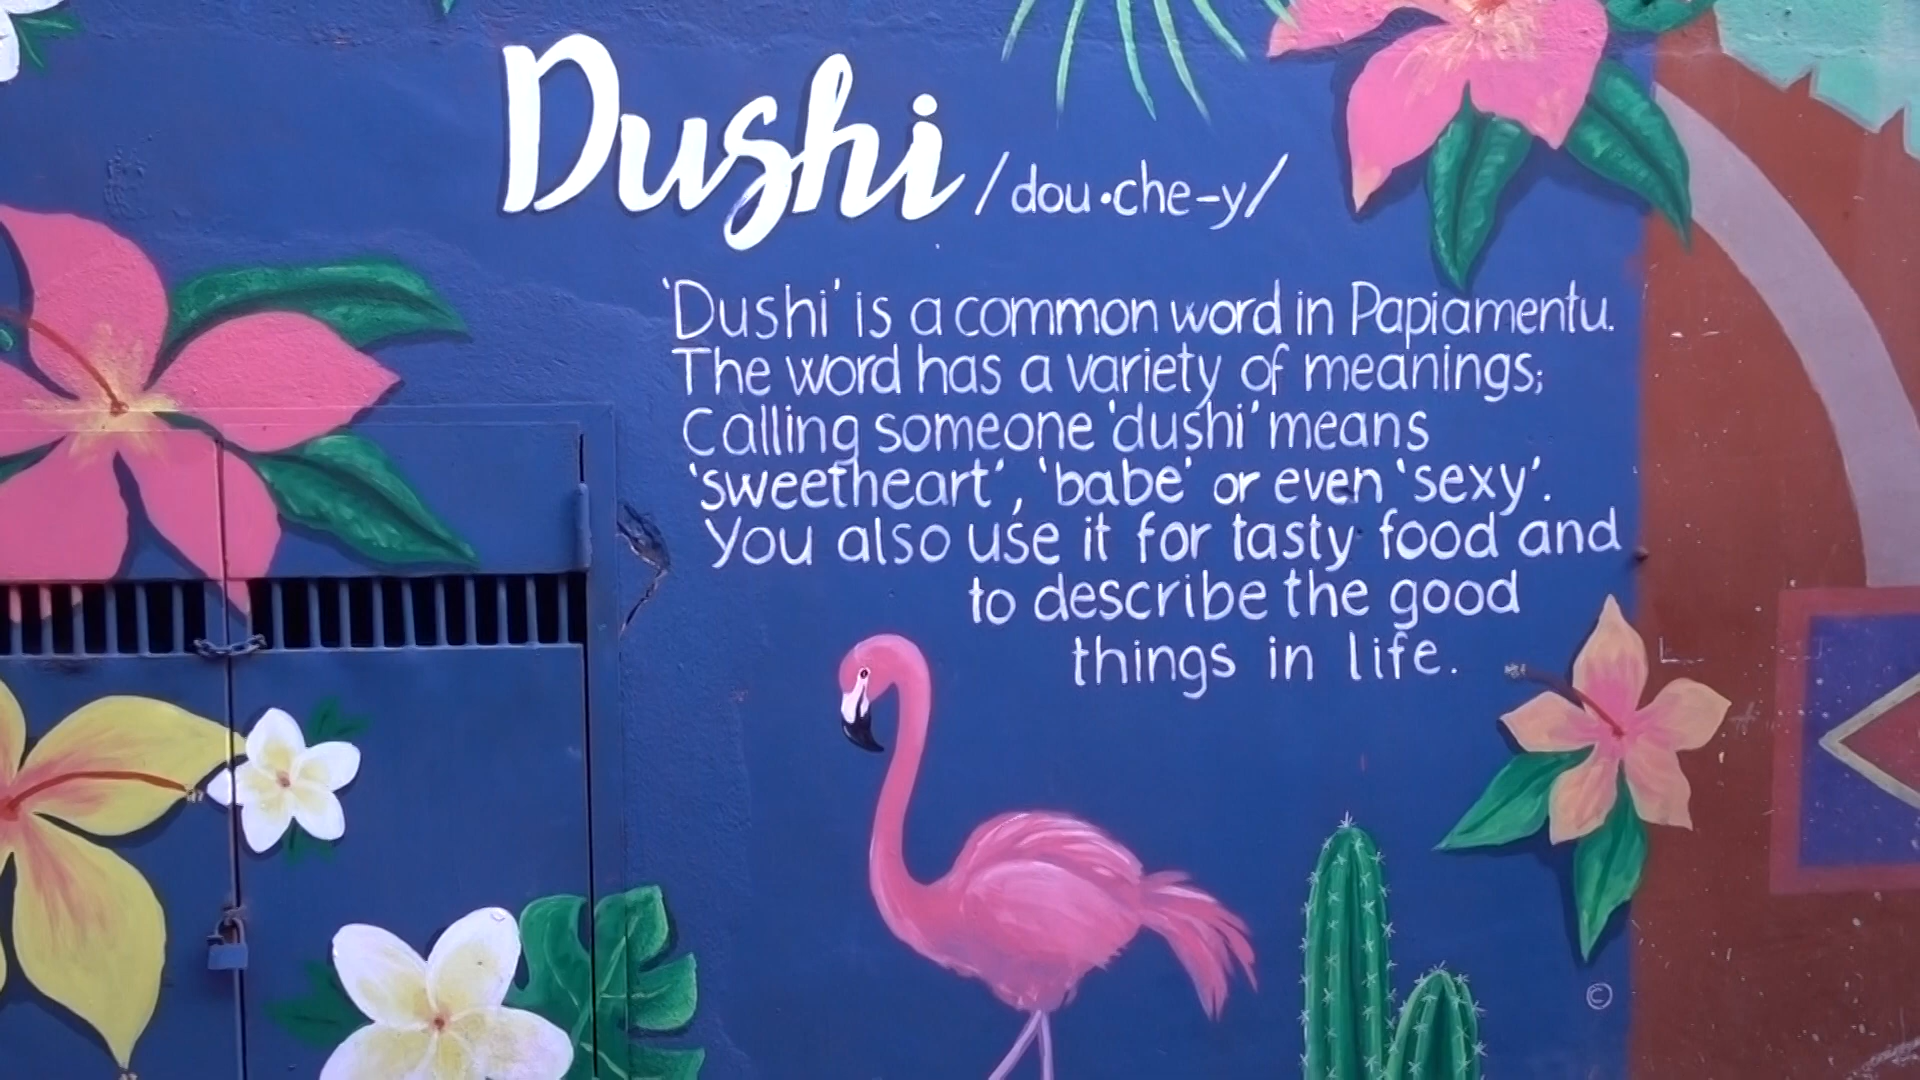 Dushi /dou•che-y/
'Dushi' is a common word in Papiamentu.
The word has a variety of meanings;
Calling someone 'dushi' means
'sweetheart', 'babe' or even 'sexy'.
You also use it for tasty food and
to describe the good
things in life.
©